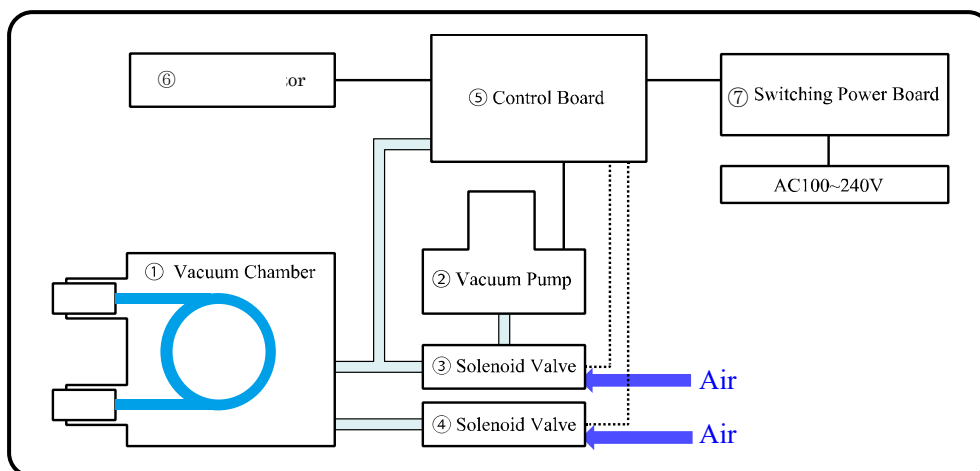 ⑥
⑤ Control Board
⑦ Switching Power Board
AC100~240V
① Vacuum Chamber
② Vacuum Pump
③ Solenoid Valve
Air
④ Solenoid Valve
Air